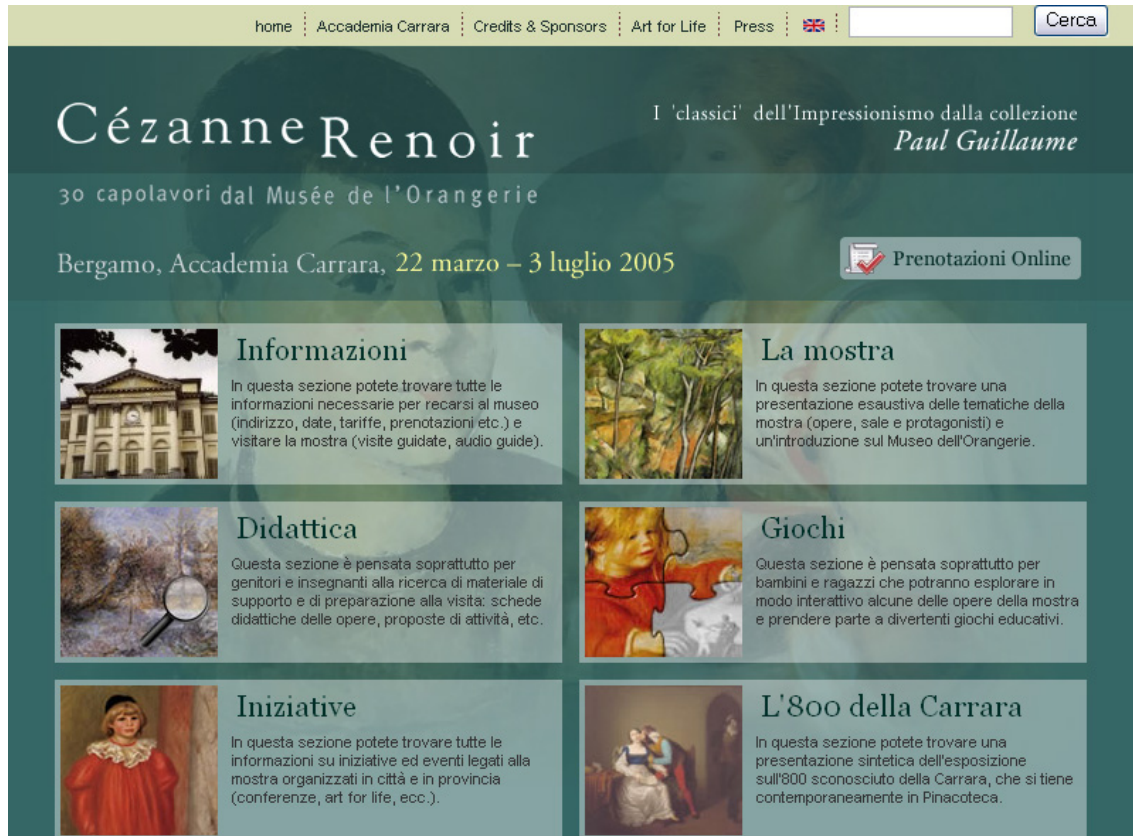 home Accademia Carrara Credits & Sponsors Art for Life Press Cerca
Cézanne Renoir
I 'classici' dell'Impressionismo dalla collezione
Paul Guillaume
30 capolavori dal Musée de l'Orangerie
Bergamo, Accademia Carrara, 22 marzo – 3 luglio 2005
Prenotazioni Online
Informazioni
In questa sezione potete trovare tutte le
informazioni necessarie per recarsi al museo
(indirizzo, date, tariffe, prenotazioni etc.) e
visitare la mostra (visite guidate, audio guide).
La mostra
In questa sezione potete trovare una
presentazione esaustiva delle tematiche della
mostra (opere, sale e protagonisti) e
un'introduzione sul Museo dell'Orangerie.
Didattica
Questa sezione è pensata soprattutto per
genitori e insegnanti alla ricerca di materiale di
supporto e di preparazione alla visita: schede
didattiche delle opere, proposte di attività, etc.
Giochi
Questa sezione è pensata soprattutto per
bambini e ragazzi che potranno esplorare in
modo interattivo alcune delle opere della mostra
e prendere parte a divertenti giochi educativi.
Iniziative
In questa sezione potete trovare tutte le
informazioni su iniziative ed eventi legati alla
mostra organizzati in città e in provincia
(conferenze, art for life, ecc.).
L'800 della Carrara
In questa sezione potete trovare una
presentazione sintetica dell'esposizione
sull'800 sconosciuto della Carrara, che si tiene
contemporaneamente in Pinacoteca.